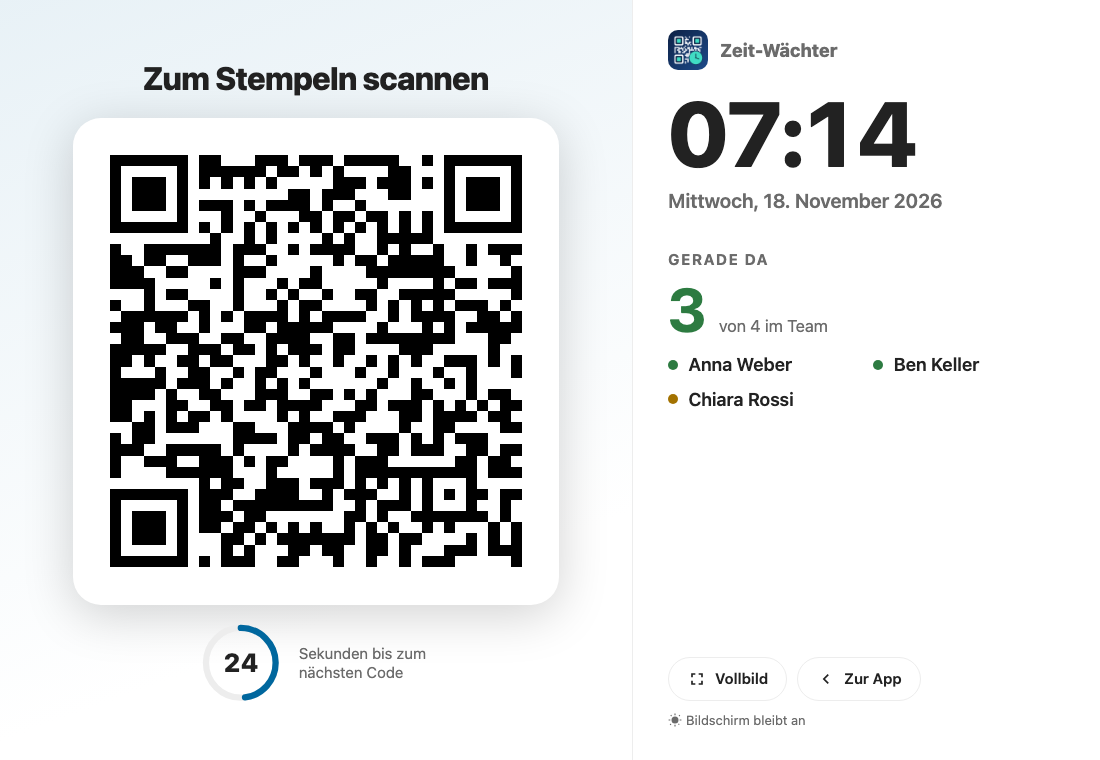 Zum Stempeln scannen
24
Sekunden bis zum
nächsten Code
Zeit-Wächter
07:14
Mittwoch, 18. November 2026
GERADE DA
3 von 4 im Team
Anna Weber
Ben Keller
Chiara Rossi
Vollbild
Zur App
Bildschirm bleibt an